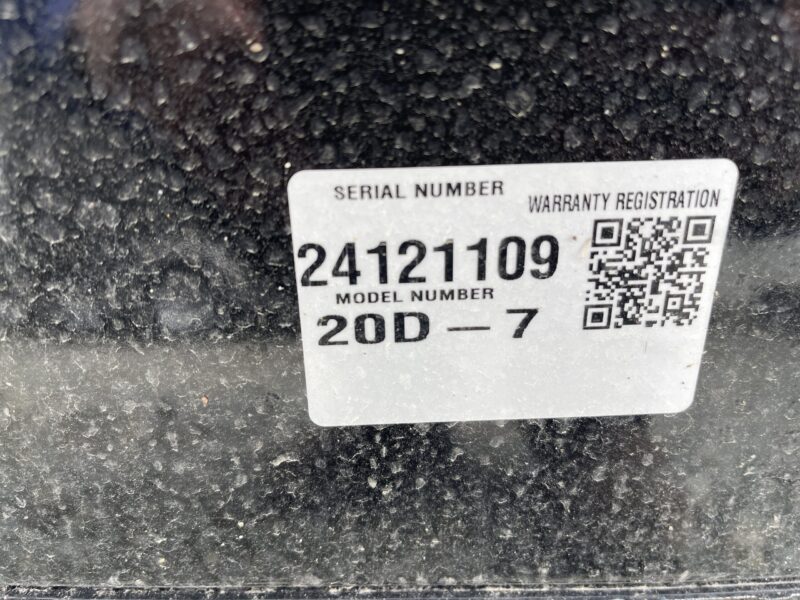 SERIAL NUMBER
WARRANTY REGISTRATION
24121109
MODEL NUMBER
20D – 7